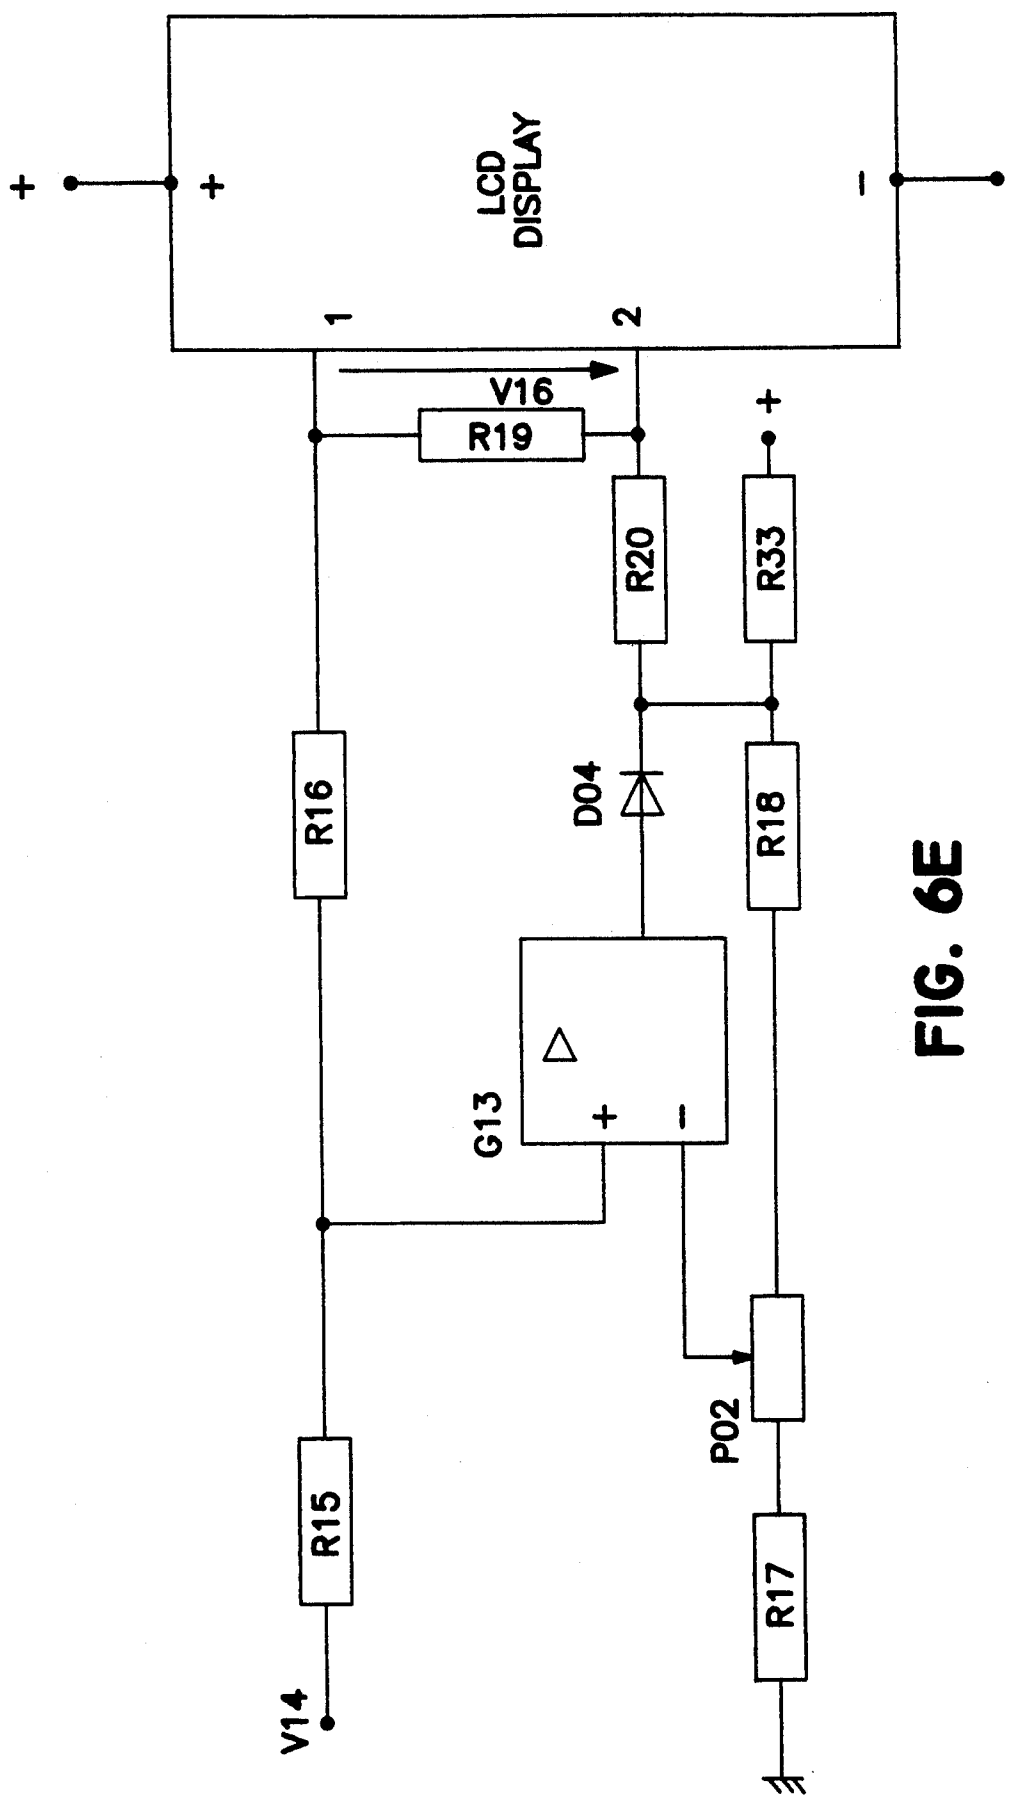 +
+
LCD
DISPLAY
−
1
2
V16
R19
+
R20
R33
R16
D04
R18
G13
+
−
R15
P02
R17
V14
FIG. 6E